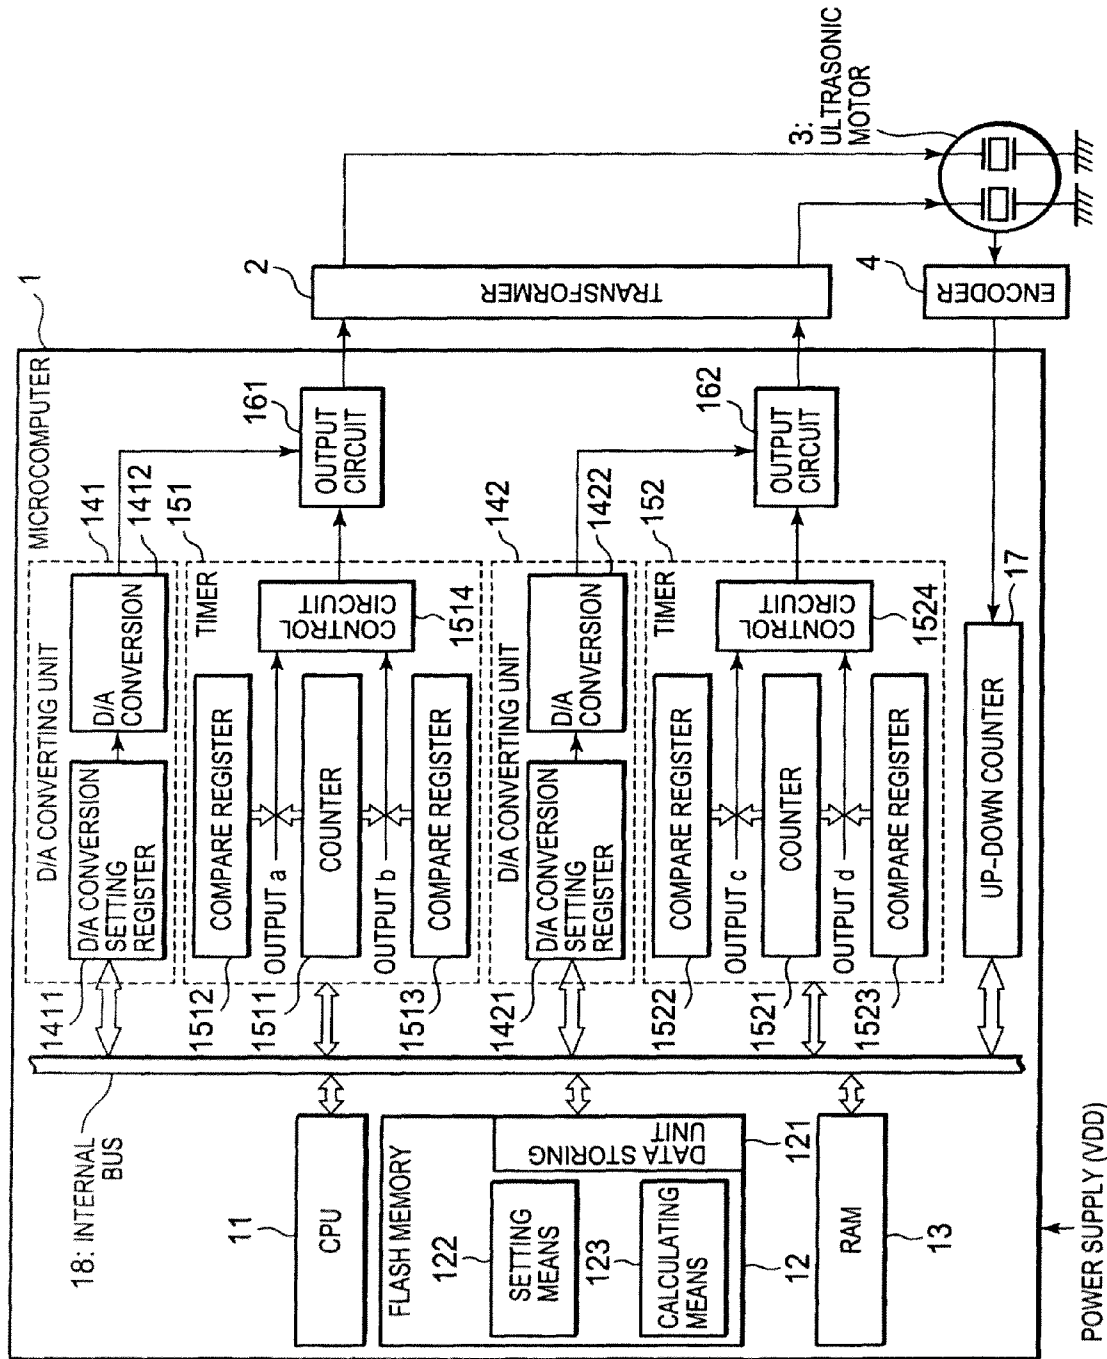 MICROCOMPUTER
1
18: INTERNAL
BUS
11
CPU
FLASH MEMORY
122
SETTING
MEANS
123
CALCULATING
MEANS
DATA STORING
UNIT
121
12
RAM
13
POWER SUPPLY (VDD)
D/A CONVERTING UNIT
141
1411
D/A CONVERSION
SETTING
REGISTER
D/A
CONVERSION
1412
TIMER
151
1512
COMPARE REGISTER
OUTPUT a
1511
COUNTER
OUTPUT b
1513
COMPARE REGISTER
CONTROL
CIRCUIT
1514
161
OUTPUT
CIRCUIT
D/A CONVERTING UNIT
142
1421
D/A CONVERSION
SETTING
REGISTER
D/A
CONVERSION
1422
TIMER
152
1522
COMPARE REGISTER
OUTPUT c
1521
COUNTER
OUTPUT d
1523
COMPARE REGISTER
CONTROL
CIRCUIT
1524
162
OUTPUT
CIRCUIT
UP-DOWN COUNTER
17
2
TRANSFORMER
3:
ULTRASONIC
MOTOR
4
ENCODER